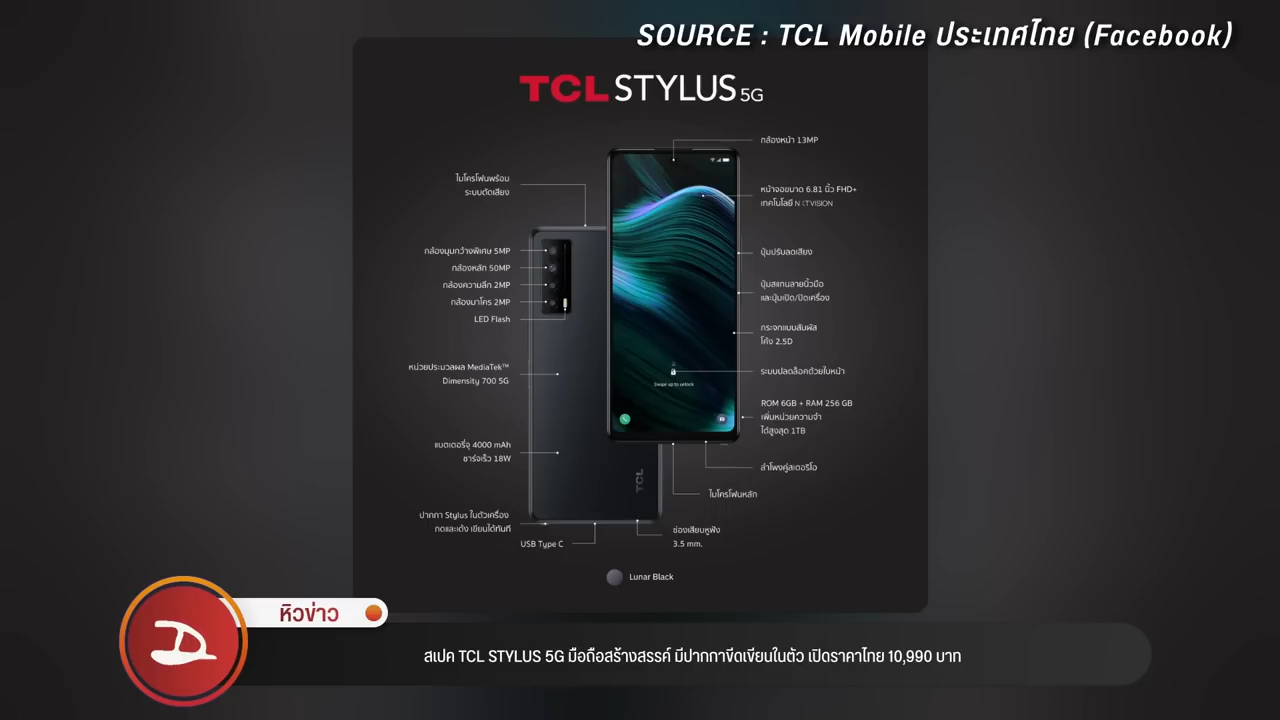 SOURCE : TCL Mobile ประเทศไทย (Facebook)
TCL STYLUS 5G
กล้องหน้า 13MP
ไมโครโฟนพร้อม
ระบบตัดเสียง
หน้าจอขนาด 6.81 นิ้ว FHD+
เทคโนโลยี NXTVISION
กล้องมุมกว้างพิเศษ 5MP
กล้องหลัก 50MP
กล้องความลึก 2MP
กล้องมาโคร 2MP
LED Flash
ปุ่มปรับลดเสียง
ปุ่มสแกนลายนิ้วมือ
และปุ่มเปิด/ปิดเครื่อง
กระจกแบบสัมผัส
โค้ง 2.5D
หน่วยประมวลผล MediaTek™
Dimensity 700 5G
ระบบปลดล็อคด้วยใบหน้า
Swipe up to unlock
ROM 6GB + RAM 256 GB
เพิ่มหน่วยความจำ
ได้สูงสุด 1TB
แบตเตอรี่จุ 4000 mAh
ชาร์จเร็ว 18W
ลำโพงคู่สเตอริโอ
TCL
ไมโครโฟนหลัก
ปากกา Stylus ในตัวเครื่อง
กดและเด้ง เขียนได้ทันที
USB Type C
ช่องเสียบหูฟัง
3.5 mm.
Lunar Black
หิวข่าว
สเปค TCL STYLUS 5G มือถือสร้างสรรค์ มีปากกาขีดเขียนในตัว เปิดราคาไทย 10,990 บาท